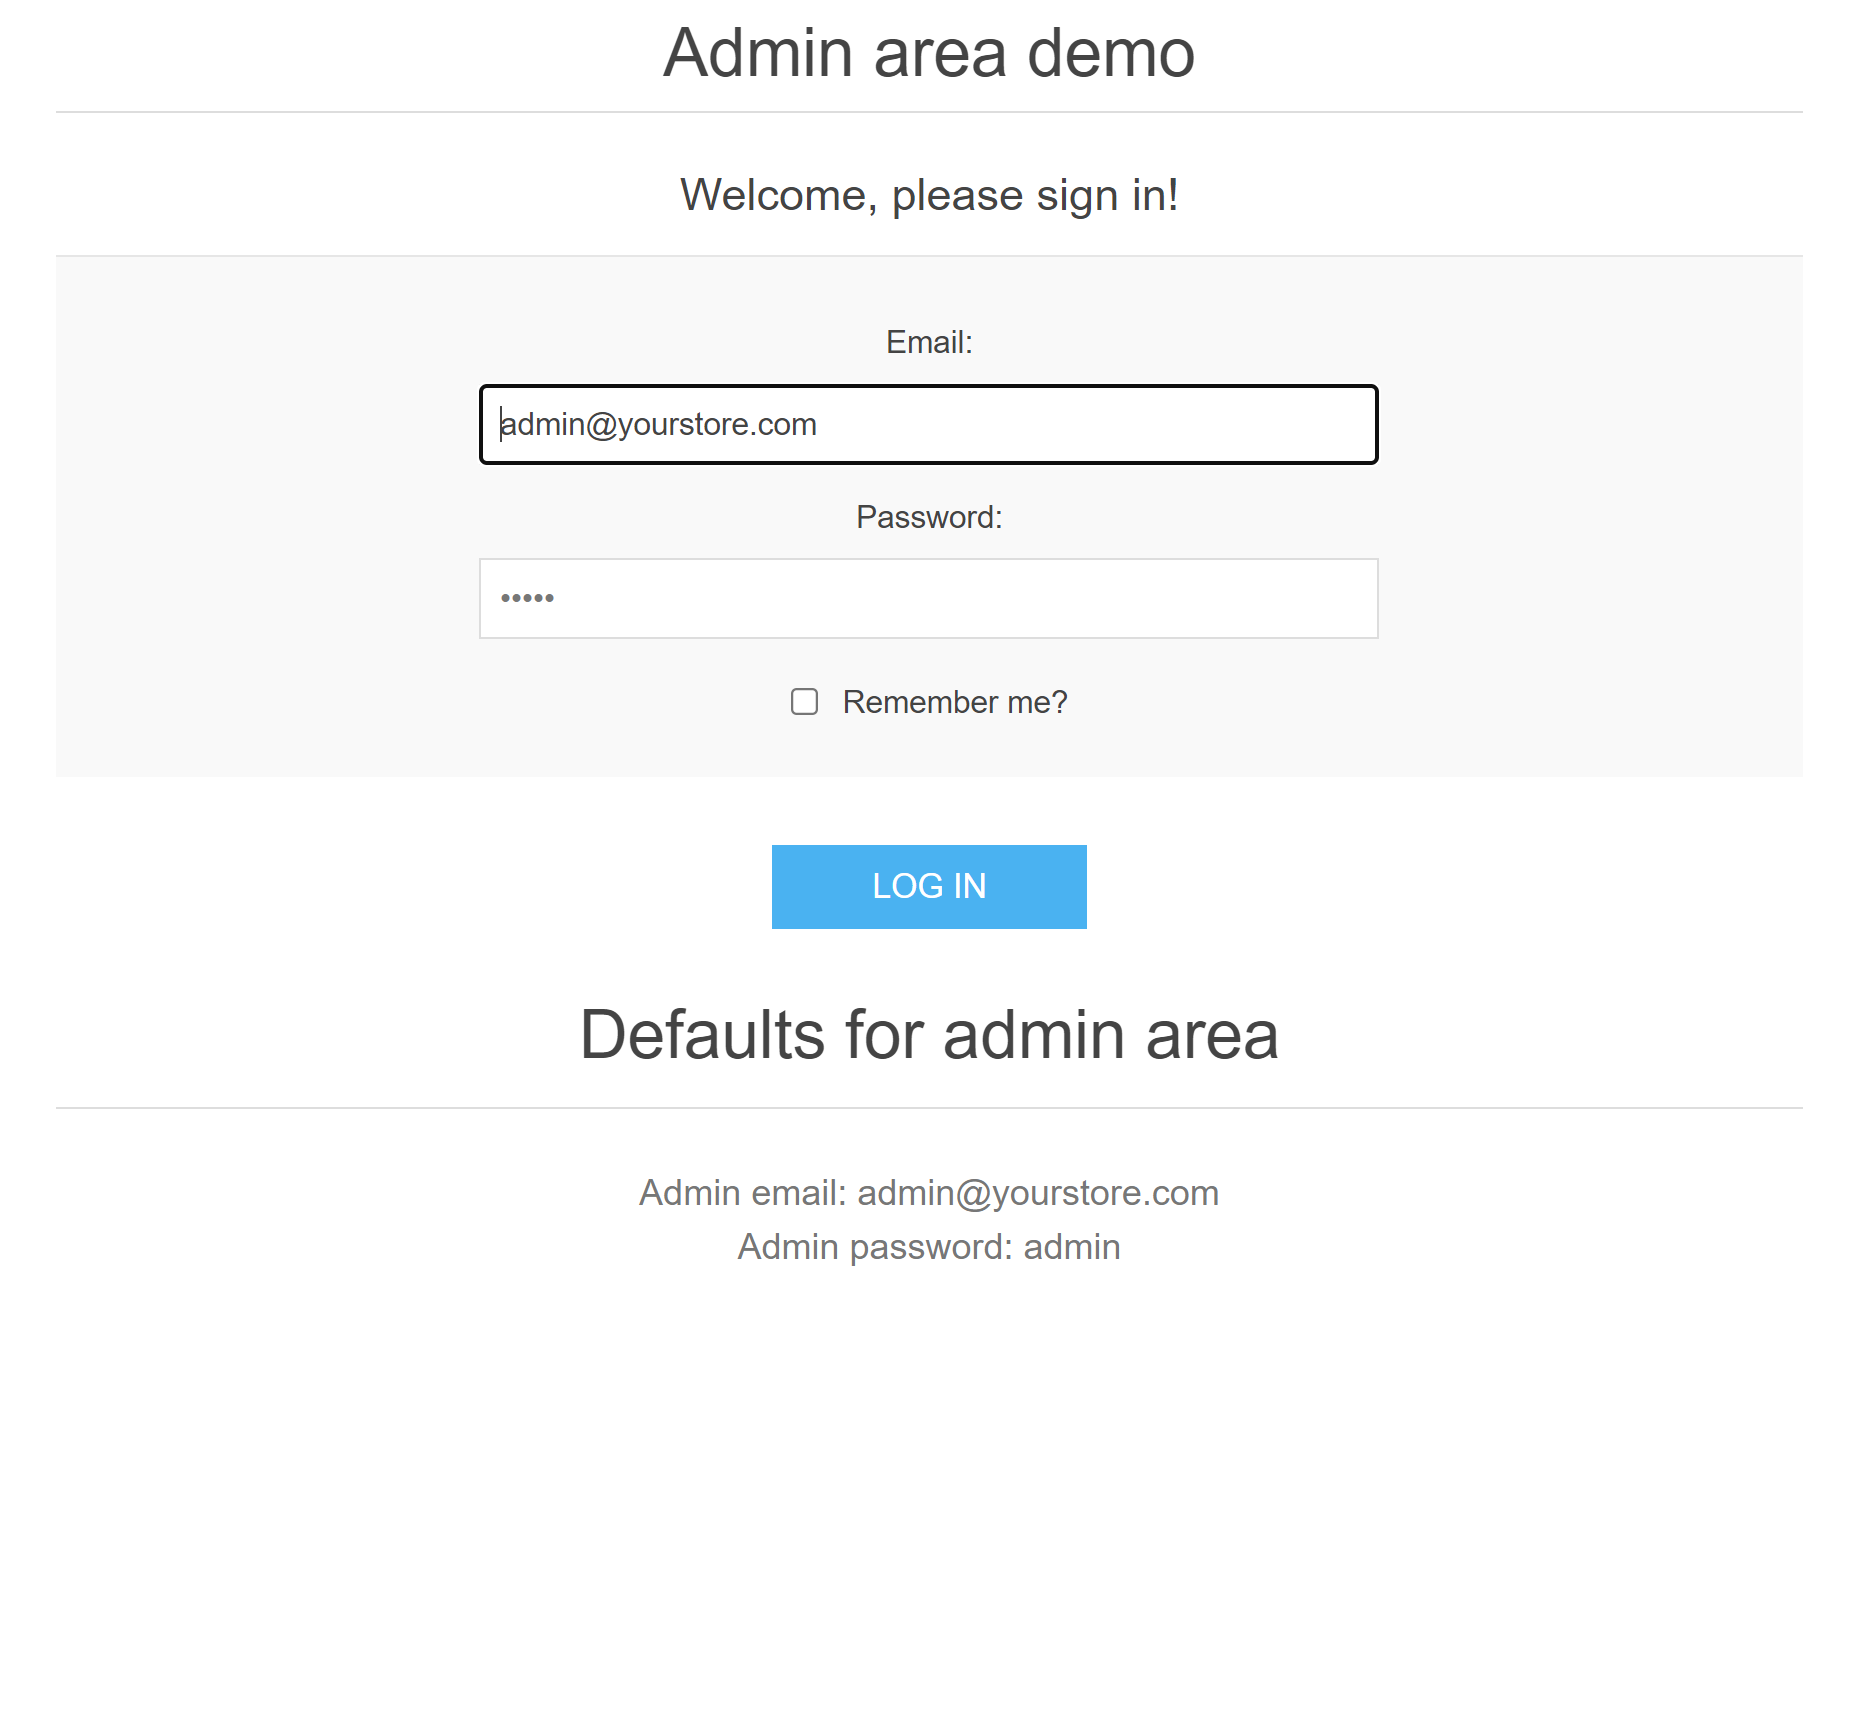 Admin area demo
Welcome, please sign in!
Email:
admin@yourstore.com
Password:
•••••
Remember me?
LOG IN
Defaults for admin area
Admin email: admin@yourstore.com
Admin password: admin